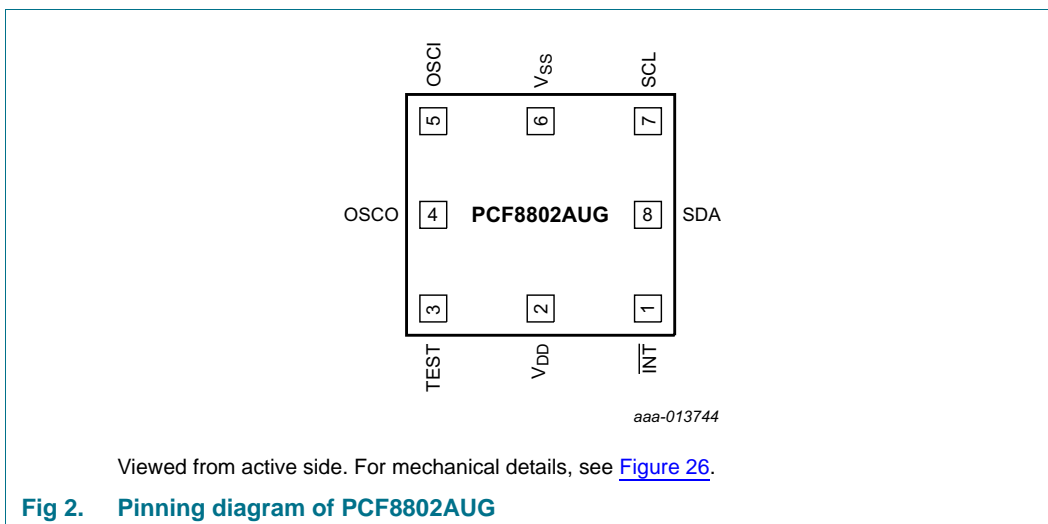 OSCI VSS SCL
5 6 7
OSCO 4 PCF8802AUG 8 SDA
3 2 1
TEST VDD INT
aaa-013744
Viewed from active side. For mechanical details, see Figure 26.
Fig 2. Pinning diagram of PCF8802AUG